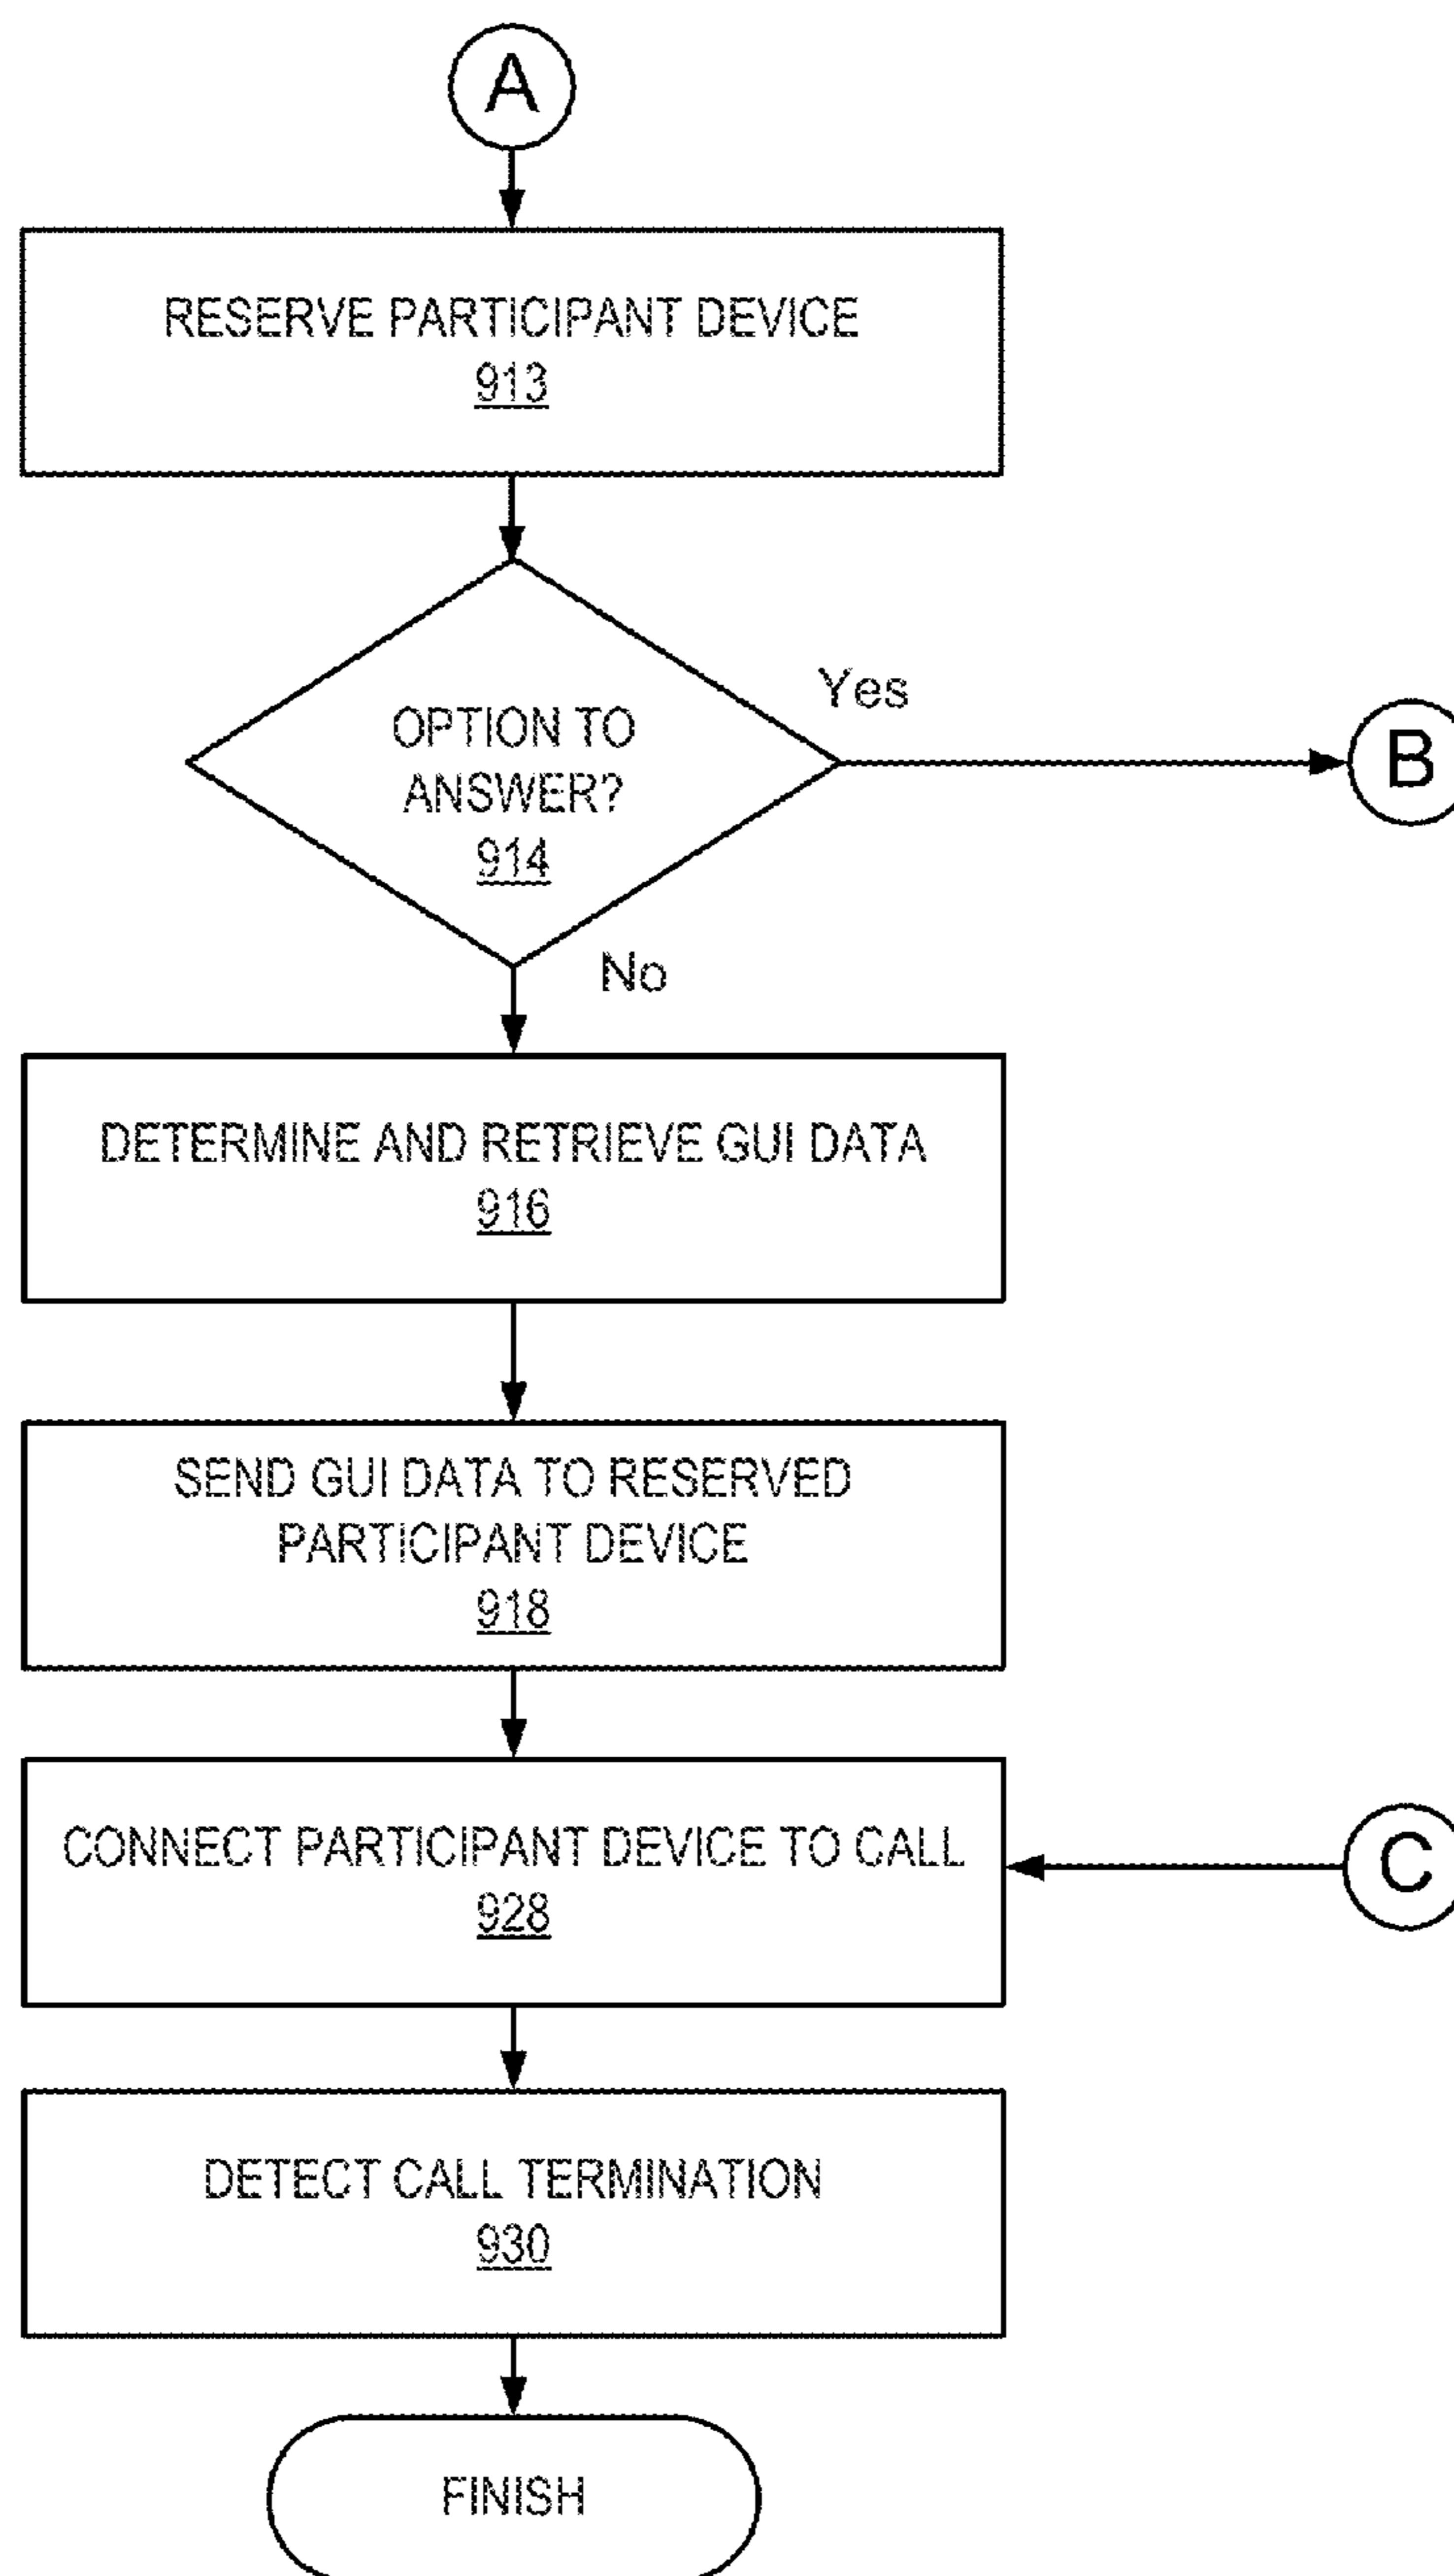 A
RESERVE PARTICIPANT DEVICE
913
OPTION TO
ANSWER?
914
Yes
B
No
DETERMINE AND RETRIEVE GUI DATA
916
SEND GUI DATA TO RESERVED
PARTICIPANT DEVICE
918
CONNECT PARTICIPANT DEVICE TO CALL
928
C
DETECT CALL TERMINATION
930
FINISH